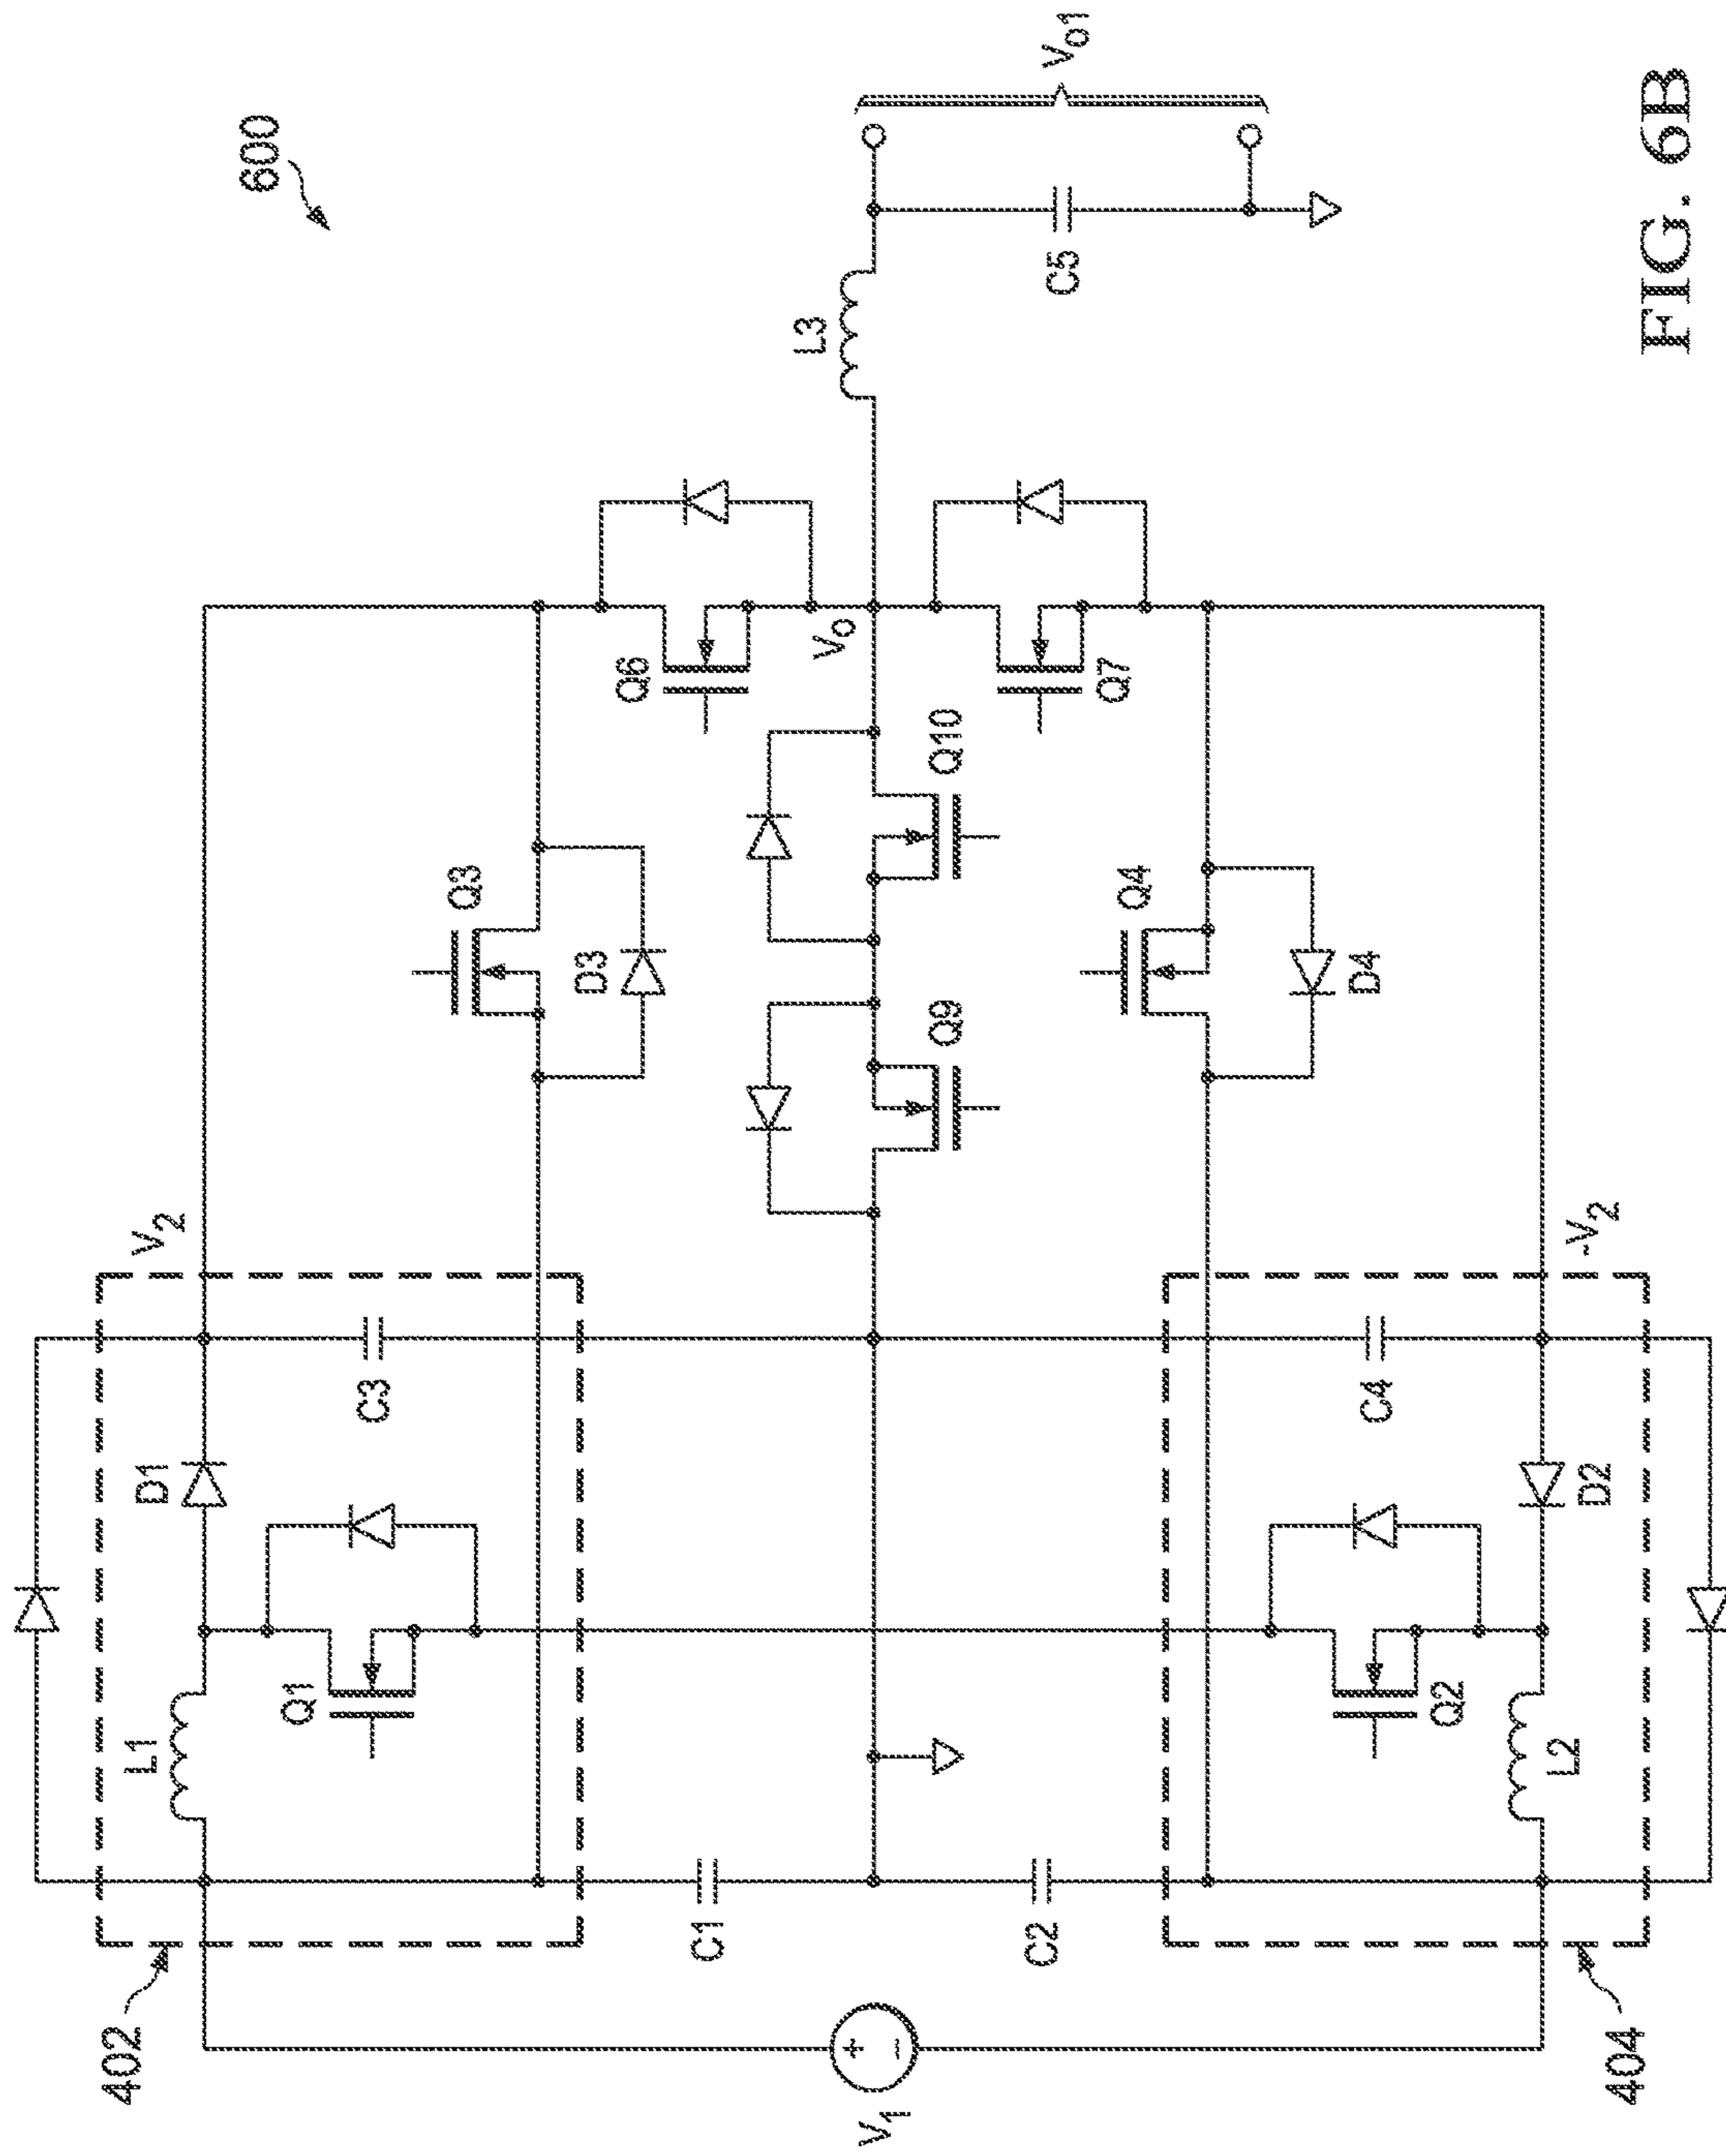 600
402
L1
D1
V2
Q1
C3
Q3
D3
Q6
Vo
L3
Vo1
C5
V1
+
−
C1
C2
Q9
Q10
Q7
Q4
D4
Q2
C4
L2
D2
-V2
404
FIG. 6B